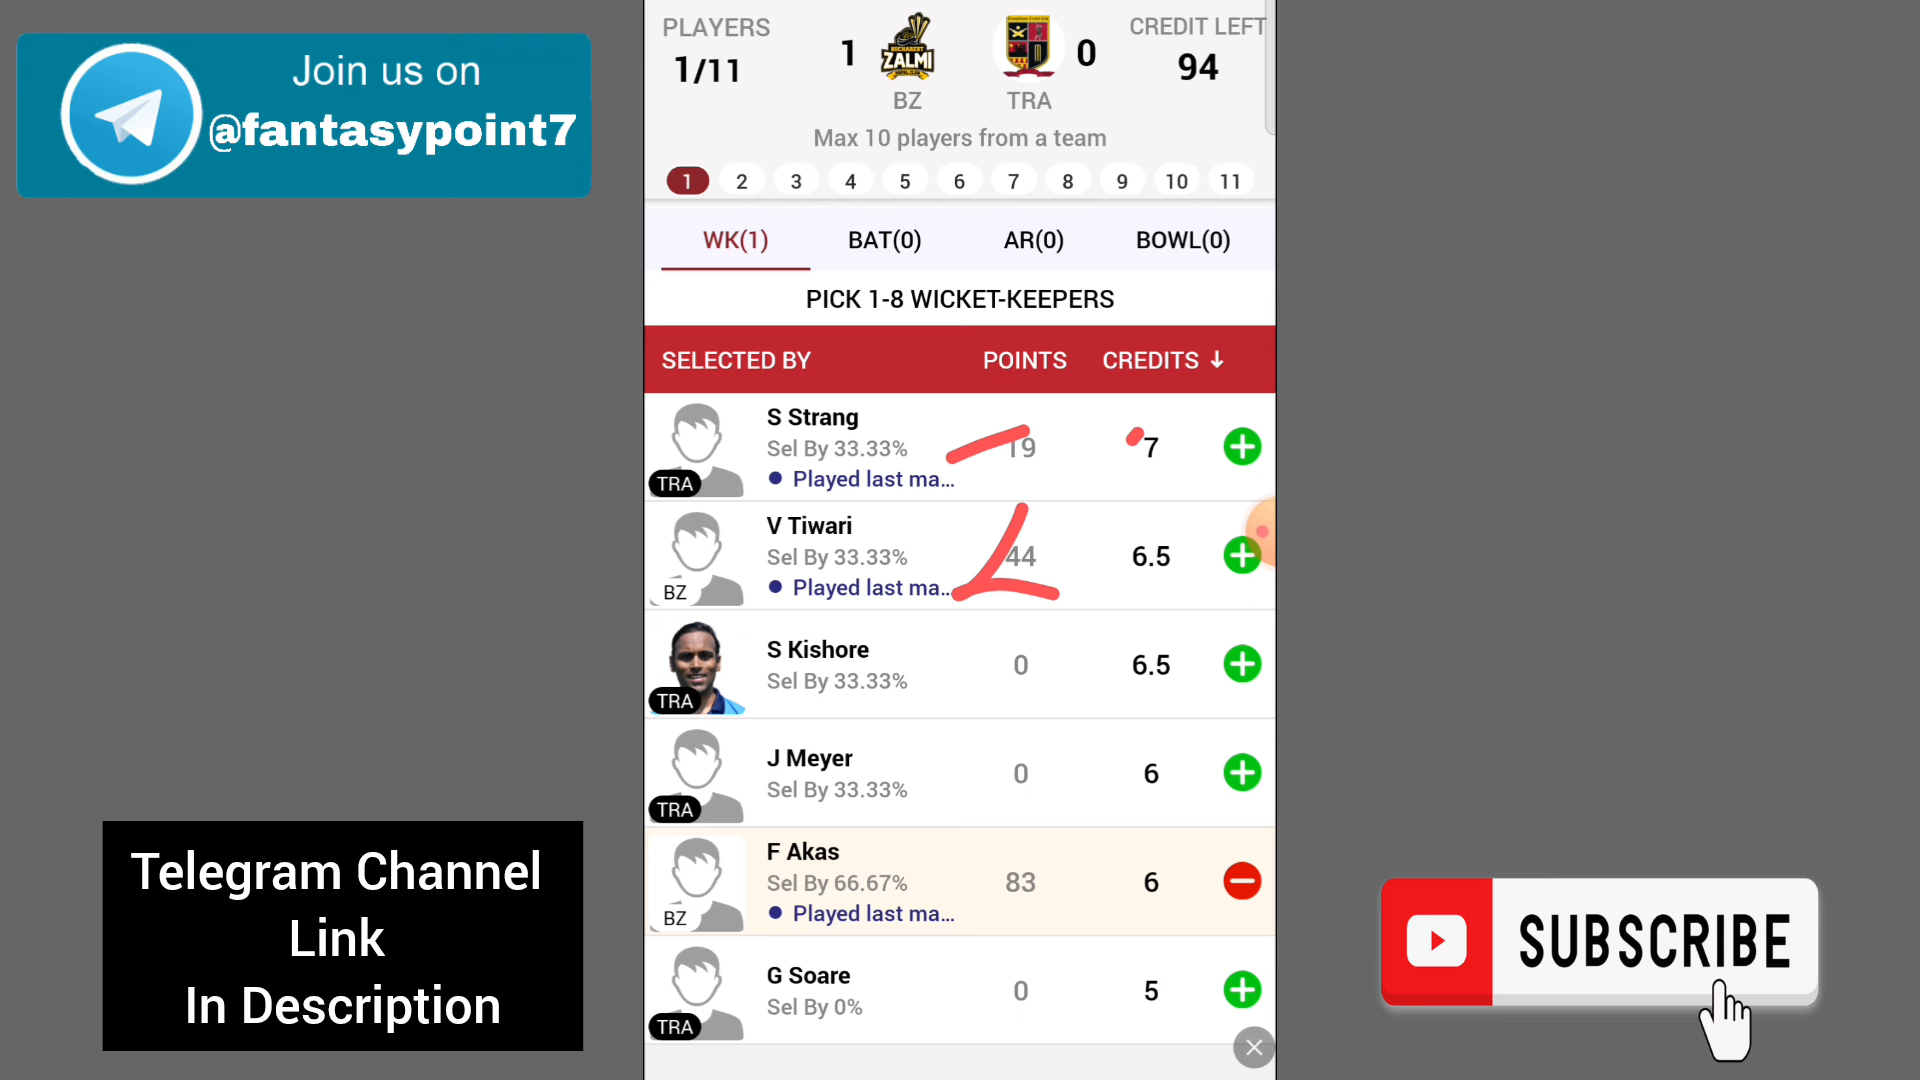 Join us on
@fantasypoint7
PLAYERS
1/11
1
BUCHAREST
ZALMI
BZ
TRA
0
CREDIT LEFT
94
Max 10 players from a team
1 2 3 4 5 6 7 8 9 10 11
WK(1) BAT(0) AR(0) BOWL(0)
PICK 1-8 WICKET-KEEPERS
SELECTED BY POINTS CREDITS ↓
S Strang
Sel By 33.33% 19 7
Played last ma...
TRA
V Tiwari
Sel By 33.33% 44 6.5
Played last ma...
BZ
S Kishore
Sel By 33.33% 0 6.5
TRA
J Meyer
Sel By 33.33% 0 6
TRA
F Akas
Sel By 66.67% 83 6
Played last ma...
BZ
G Soare
Sel By 0% 0 5
TRA
Telegram Channel
Link
In Description
SUBSCRIBE